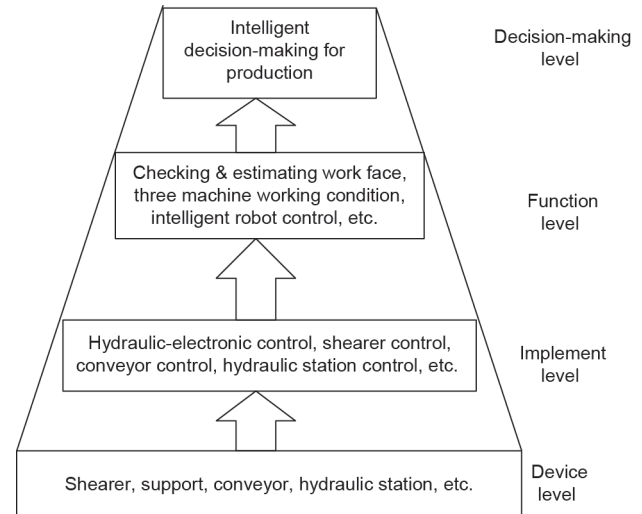 Intelligent
decision-making for
production
Decision-making
level
Checking & estimating work face,
three machine working condition,
intelligent robot control, etc.
Function
level
Hydraulic-electronic control, shearer control,
conveyor control, hydraulic station control, etc.
Implement
level
Shearer, support, conveyor, hydraulic station, etc.
Device
level